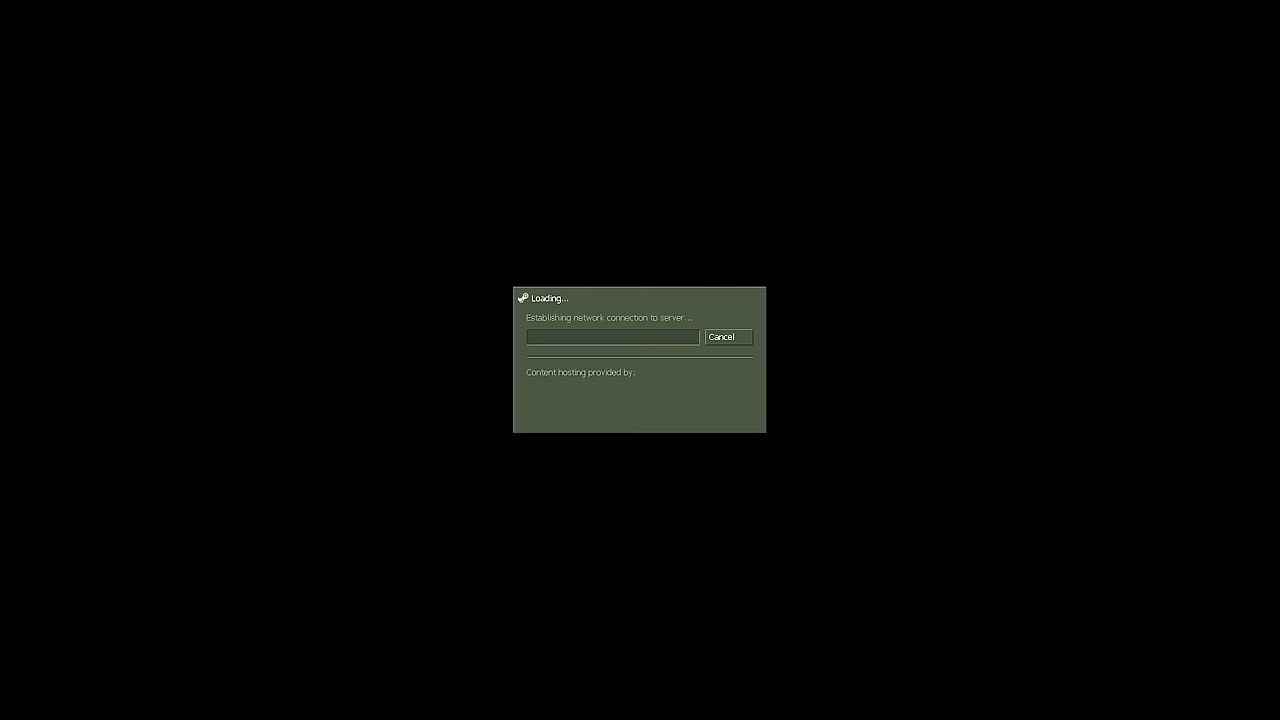 Loading...
Establishing network connection to server...
Cancel
Content hosting provided by: